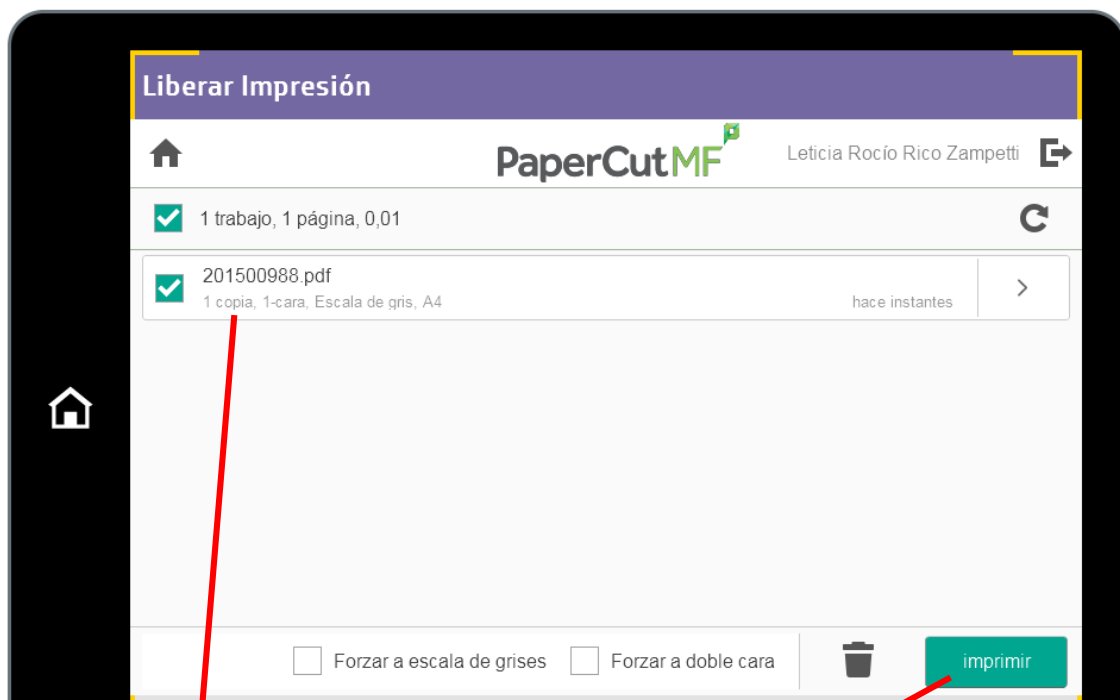 Liberar Impresión
PaperCutMF
Leticia Rocío Rico Zampetti
1 trabajo, 1 página, 0,01
201500988.pdf
1 copia, 1-cara, Escala de gris, A4
hace instantes
Forzar a escala de grises
Forzar a doble cara
imprimir